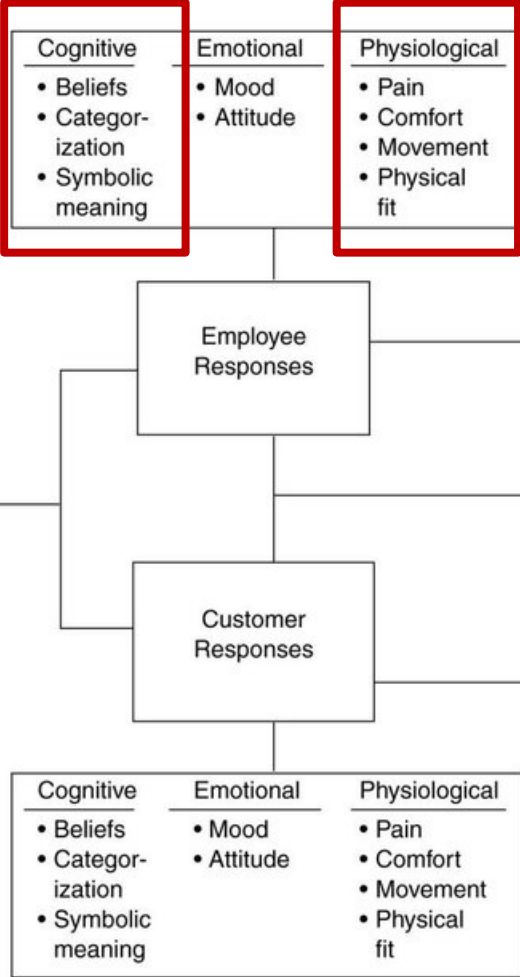 Cognitive
• Beliefs
• Categor-
ization
• Symbolic
meaning
Emotional
• Mood
• Attitude
Physiological
• Pain
• Comfort
• Movement
• Physical
fit
Employee
Responses
Customer
Responses
Cognitive
• Beliefs
• Categor-
ization
• Symbolic
meaning
Emotional
• Mood
• Attitude
Physiological
• Pain
• Comfort
• Movement
• Physical
fit